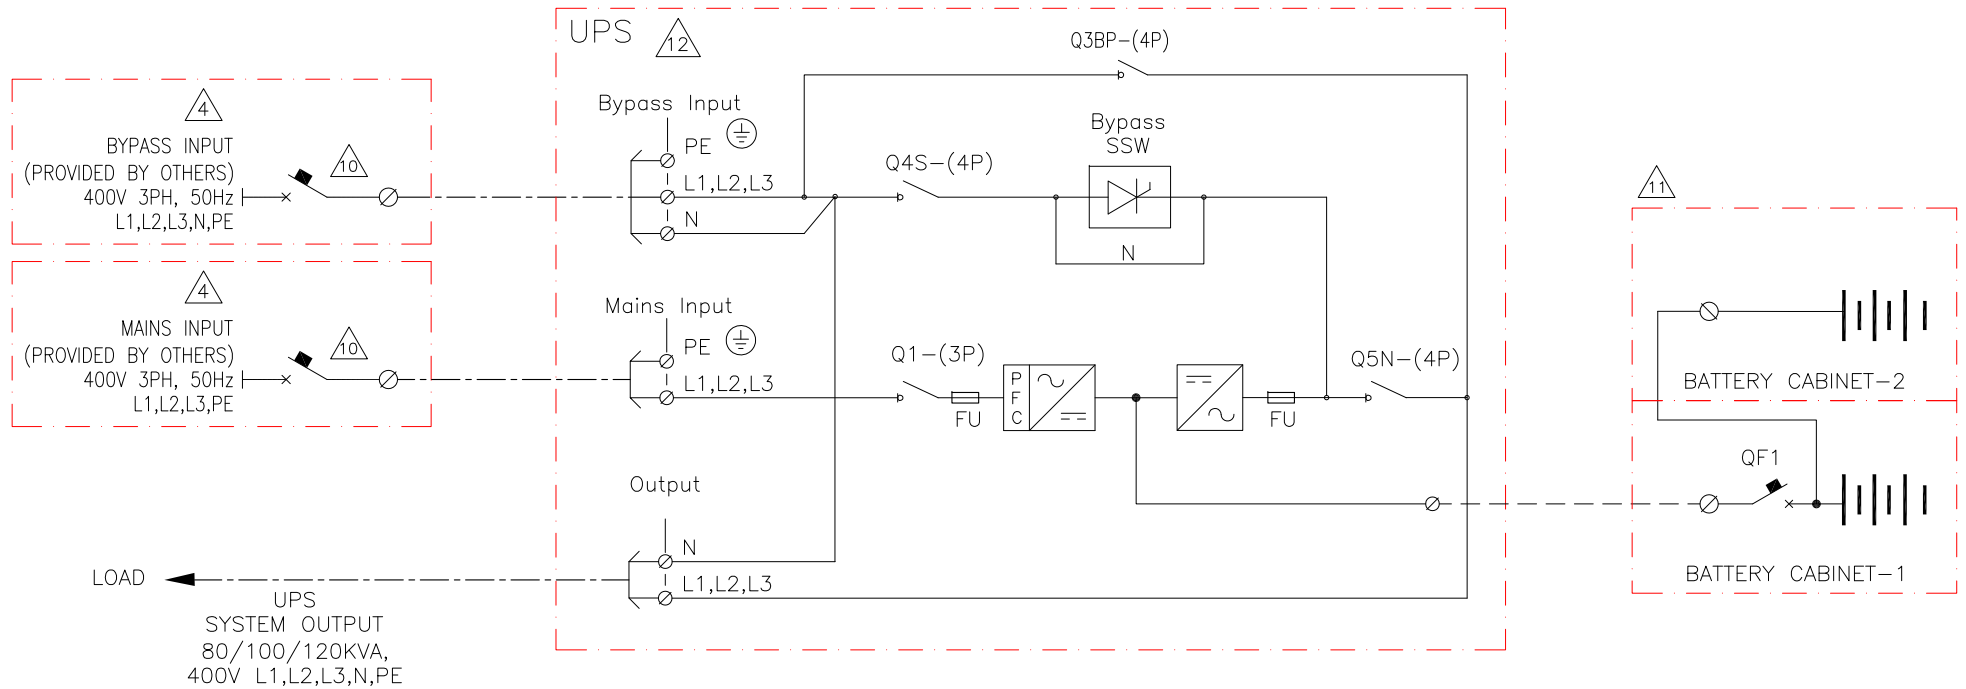 UPS
12
Q3BP-(4P)
4
BYPASS INPUT
(PROVIDED BY OTHERS)
400V 3PH, 50Hz
L1,L2,L3,N,PE
10
Bypass Input
PE
L1,L2,L3
N
Q4S-(4P)
Bypass
SSW
N
11
4
MAINS INPUT
(PROVIDED BY OTHERS)
400V 3PH, 50Hz
L1,L2,L3,PE
10
Mains Input
PE
L1,L2,L3
Q1-(3P)
FU
P
F
C
FU
Q5N-(4P)
BATTERY CABINET-2
QF1
BATTERY CABINET-1
Output
N
L1,L2,L3
LOAD
UPS
SYSTEM OUTPUT
80/100/120KVA,
400V L1,L2,L3,N,PE